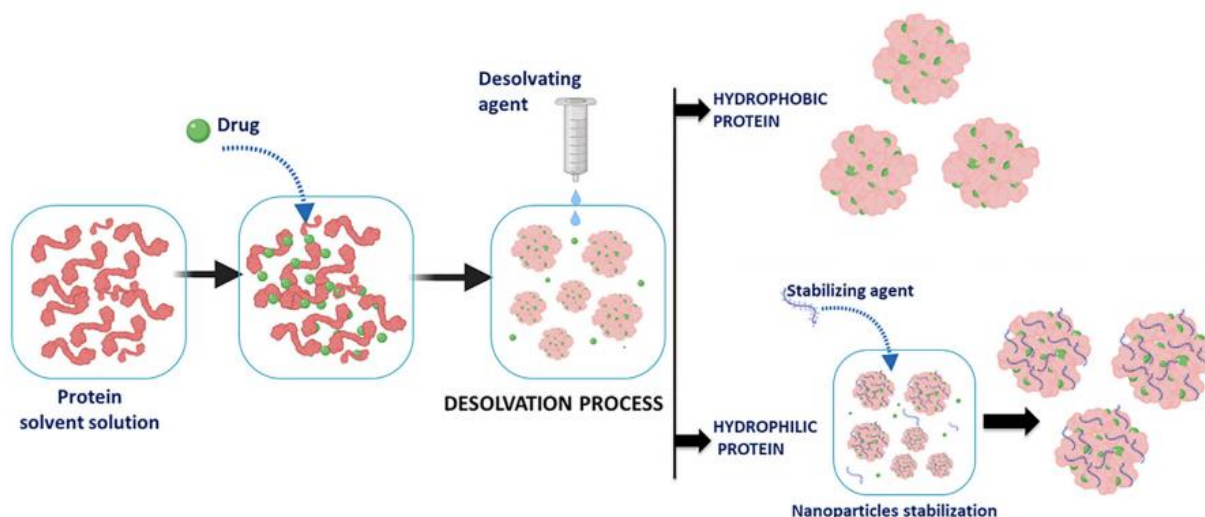 Drug
Protein
solvent solution
Desolvating
agent
DESOLVATION PROCESS
HYDROPHOBIC
PROTEIN
HYDROPHILIC
PROTEIN
Stabilizing agent
Nanoparticles stabilization